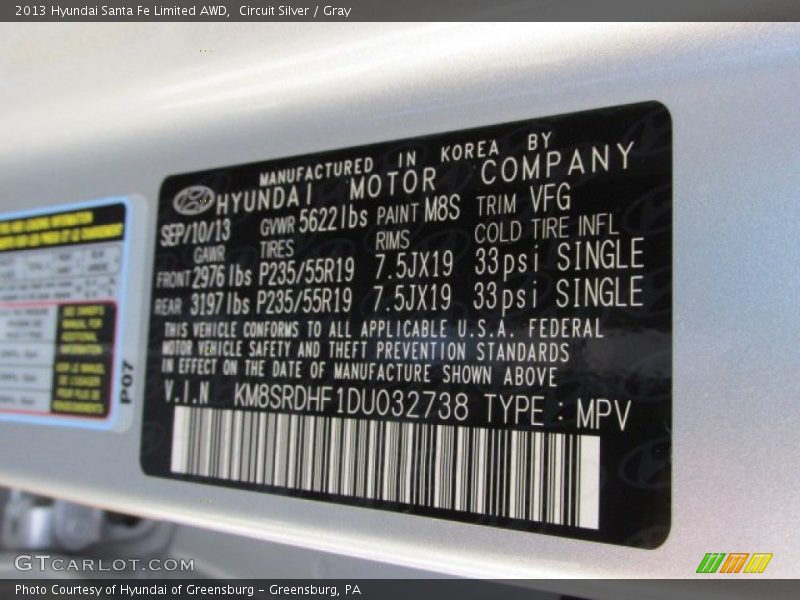 2013 Hyundai Santa Fe Limited AWD,  Circuit Silver / Gray
MANUFACTURED IN KOREA BY
HYUNDAI MOTOR COMPANY
SEP/10/13 GVWR 5622lbs PAINT M8S TRIM VFG
GAWR TIRES RIMS COLD TIRE INFL
FRONT 2976 lbs P235/55R19 7.5JX19 33psi SINGLE
REAR 3197lbs P235/55R19 7.5JX19 33psi SINGLE
THIS VEHICLE CONFORMS TO ALL APPLICABLE U.S.A. FEDERAL
MOTOR VEHICLE SAFETY AND THEFT PREVENTION STANDARDS
IN EFFECT ON THE DATE OF MANUFACTURE SHOWN ABOVE
V.I.N KM8SRDHF1DU032738 TYPE : MPV
P07
GTCARLOT.COM
Photo Courtesy of Hyundai of Greensburg - Greensburg, PA